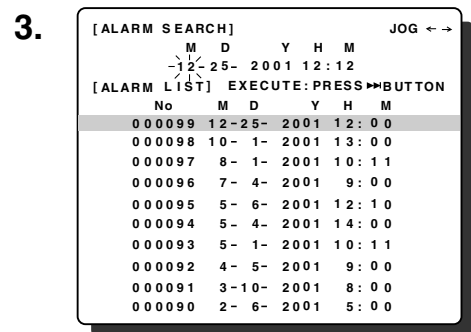 3.
[ALARM SEARCH] JOG ← →
M D Y H M
-12-25- 2001 12:12
[ALARM LIST] EXECUTE:PRESS ⏭BUTTON
No M D Y H M
000099 12-25- 2001 12:00
000098 10- 1- 2001 13:00
000097 8- 1- 2001 10:11
000096 7- 4- 2001 9:00
000095 5- 6- 2001 12:10
000094 5- 4- 2001 14:00
000093 5- 1- 2001 10:11
000092 4- 5- 2001 9:00
000091 3-10- 2001 8:00
000090 2- 6- 2001 5:00